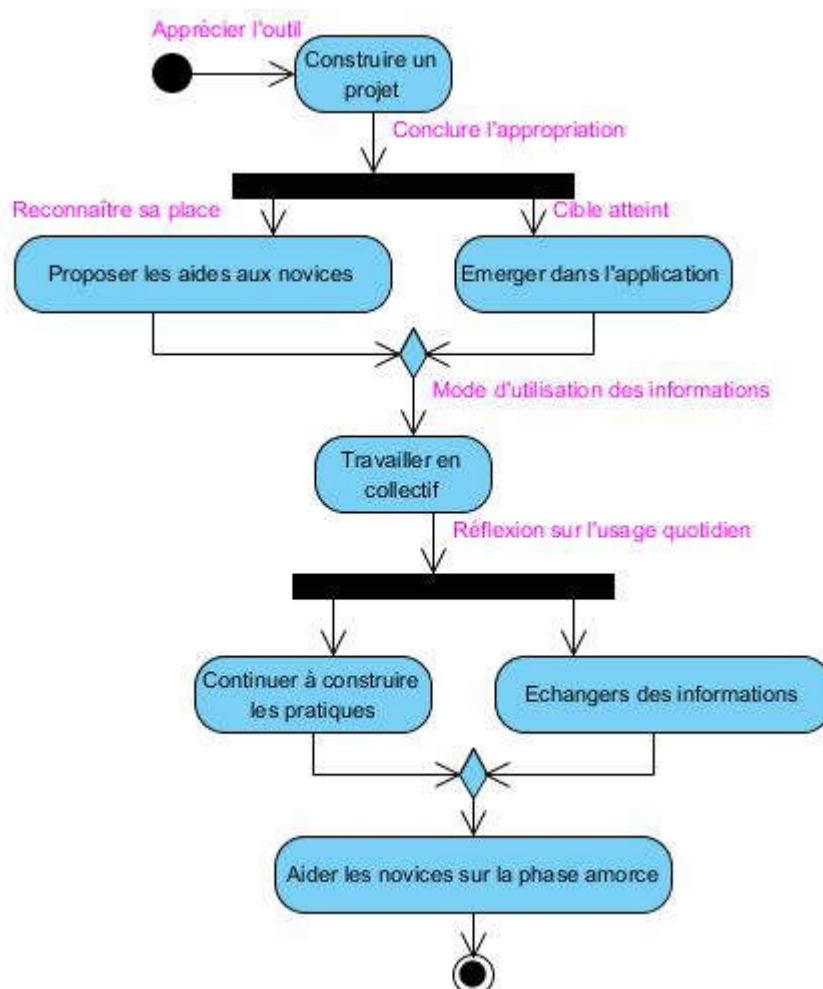 Apprécier l'outil
Construire un
projet
Conclure l'appropriation
Reconnaître sa place
Cible atteint
Proposer les aides aux novices
Emerger dans l'application
Mode d'utilisation des informations
Travailler en
collectif
Réflexion sur l'usage quotidien
Continuer à construire
les pratiques
Echangers des informations
Aider les novices sur la phase amorce